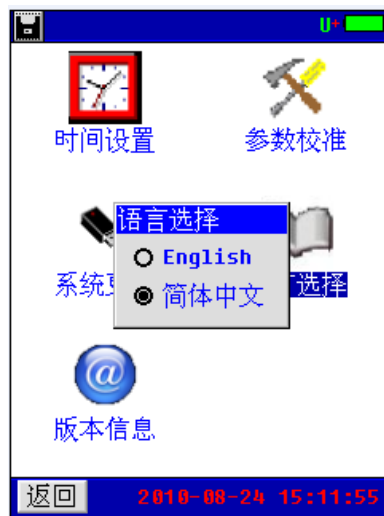 U+
时间设置
参数校准
语言选择
English
简体中文
系统
选择
版本信息
返回
2010-08-24 15:11:55